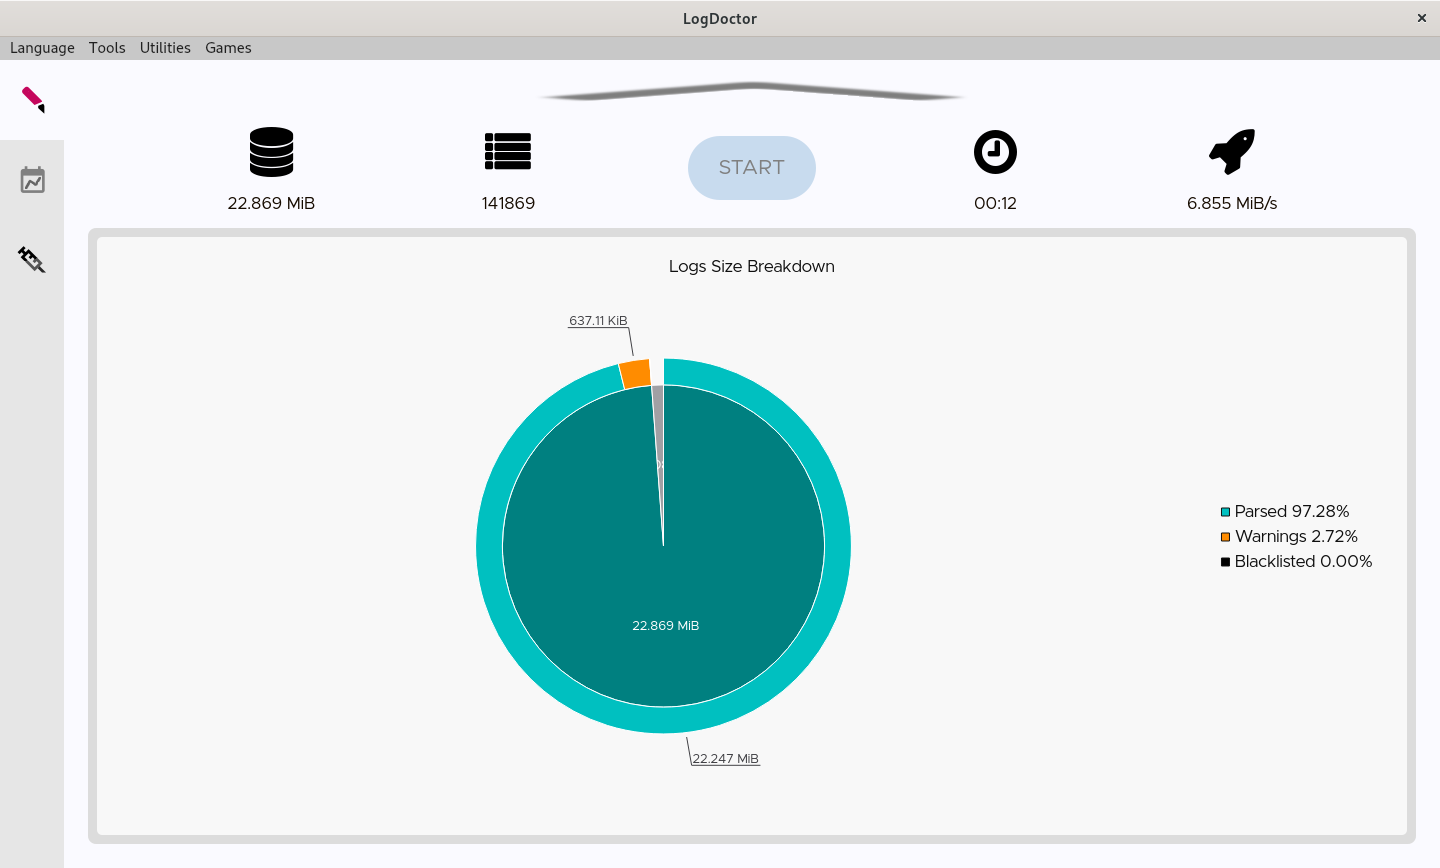 LogDoctor
Language Tools Utilities Games
START
22.869 MiB 141869 00:12 6.855 MiB/s
Logs Size Breakdown
637.11 KiB
Parsed 97.28%
Warnings 2.72%
Blacklisted 0.00%
22.869 MiB
22.247 MiB